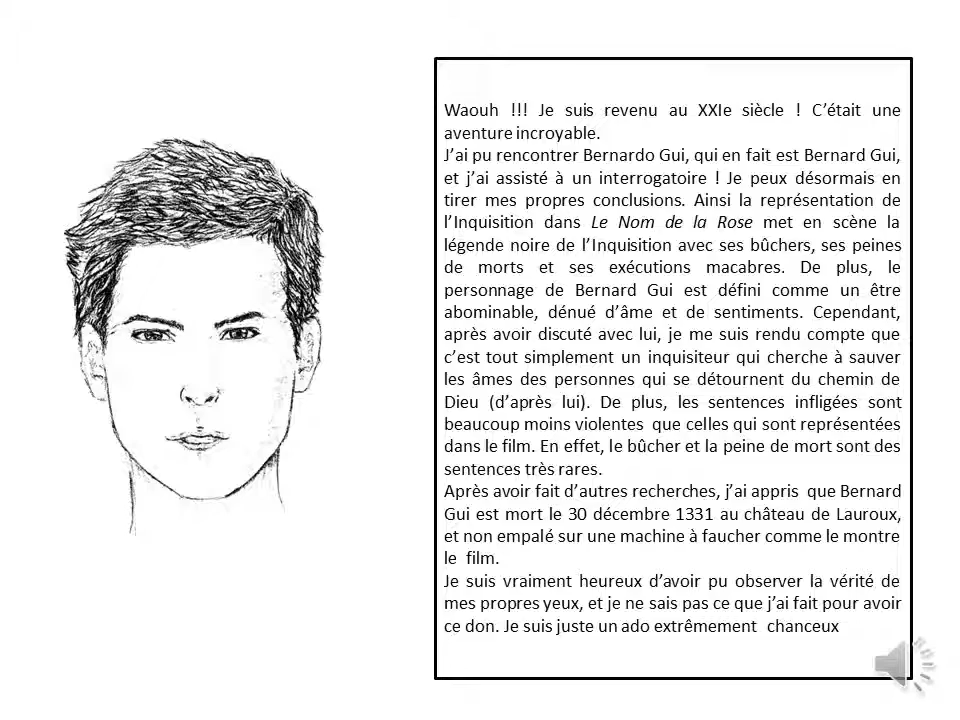 Waouh !!! Je suis revenu au XXIe siècle ! C’était une
aventure incroyable.
J’ai pu rencontrer Bernardo Gui, qui en fait est Bernard Gui,
et j’ai assisté à un interrogatoire ! Je peux désormais en
tirer mes propres conclusions. Ainsi la représentation de
l’Inquisition dans Le Nom de la Rose met en scène la
légende noire de l’Inquisition avec ses bûchers, ses peines
de morts et ses exécutions macabres. De plus, le
personnage de Bernard Gui est défini comme un être
abominable, dénué d’âme et de sentiments. Cependant,
après avoir discuté avec lui, je me suis rendu compte que
c’est tout simplement un inquisiteur qui cherche à sauver
les âmes des personnes qui se détournent du chemin de
Dieu (d’après lui). De plus, les sentences infligées sont
beaucoup moins violentes que celles qui sont représentées
dans le film. En effet, le bûcher et la peine de mort sont des
sentences très rares.
Après avoir fait d’autres recherches, j’ai appris que Bernard
Gui est mort le 30 décembre 1331 au château de Lauroux,
et non empalé sur une machine à faucher comme le montre
le film.
Je suis vraiment heureux d’avoir pu observer la vérité de
mes propres yeux, et je ne sais pas ce que j’ai fait pour avoir
ce don. Je suis juste un ado extrêmement chanceux